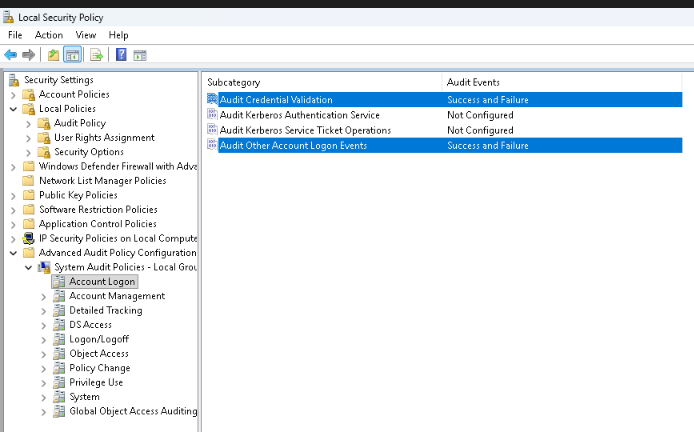 Local Security Policy
File Action View Help
Security Settings
Account Policies
Local Policies
Audit Policy
User Rights Assignment
Security Options
Windows Defender Firewall with Adva
Network List Manager Policies
Public Key Policies
Software Restriction Policies
Application Control Policies
IP Security Policies on Local Compute
Advanced Audit Policy Configuration
System Audit Policies - Local Grou
Account Logon
Account Management
Detailed Tracking
DS Access
Logon/Logoff
Object Access
Policy Change
Privilege Use
System
Global Object Access Auditing
Subcategory Audit Events
Audit Credential Validation Success and Failure
Audit Kerberos Authentication Service Not Configured
Audit Kerberos Service Ticket Operations Not Configured
Audit Other Account Logon Events Success and Failure